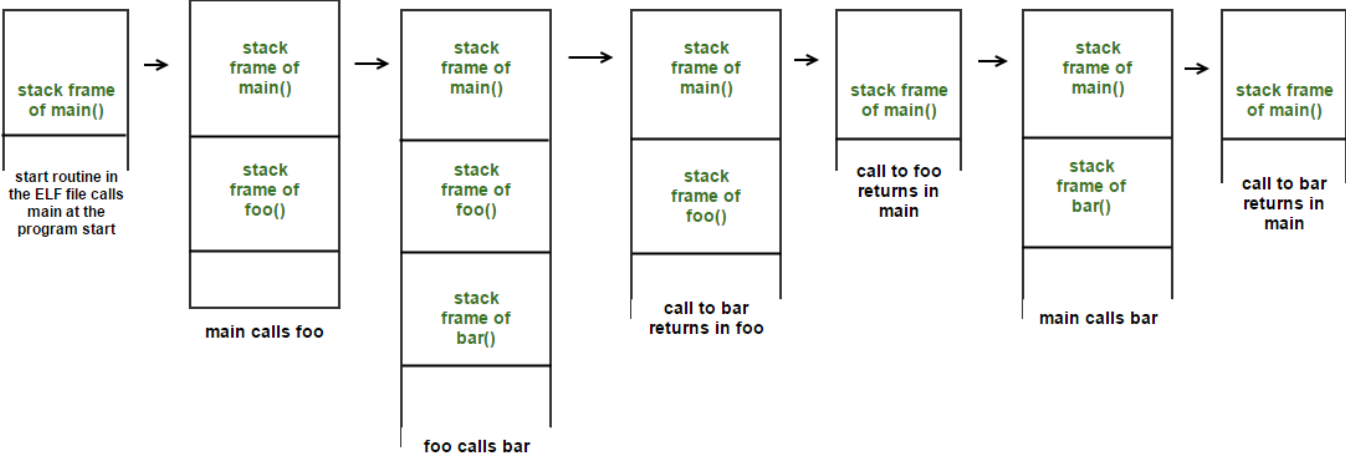 stack frame
of main()
start routine in
the ELF file calls
main at the
program start
stack
frame of
main()
stack
frame of
foo()
main calls foo
stack
frame of
main()
stack
frame of
foo()
stack
frame of
bar()
foo calls bar
stack
frame of
main()
stack
frame of
foo()
call to bar
returns in foo
stack frame
of main()
call to foo
returns in
main
stack
frame of
main()
stack
frame of
bar()
main calls bar
stack frame
of main()
call to bar
returns in
main